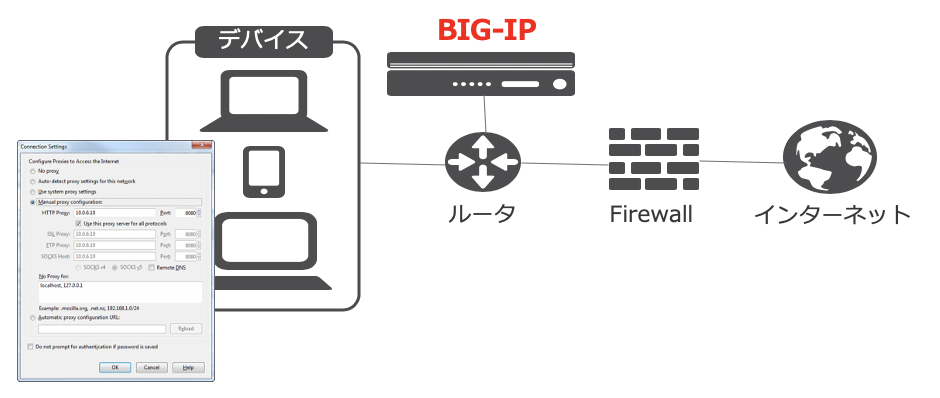 BIG-IP
デバイス
ルータ
Firewall
インターネット
Connection Settings
Configure Proxies to Access the Internet
No proxy
Auto-detect proxy settings for this network
Use system proxy settings
Manual proxy configuration:
HTTP Proxy: 10.0.6.10 Port: 8080
Use this proxy server for all protocols
SSL Proxy: 10.0.6.10 Port: 8080
FTP Proxy: 10.0.6.10 Port: 8080
SOCKS Host: 10.0.6.10 Port: 8080
SOCKS v4 SOCKS v5 Remote DNS
No Proxy for:
localhost, 127.0.0.1
Example: .mozilla.org, .net.nz, 192.168.1.0/24
Automatic proxy configuration URL:
Reload
Do not prompt for authentication if password is saved
OK Cancel Help